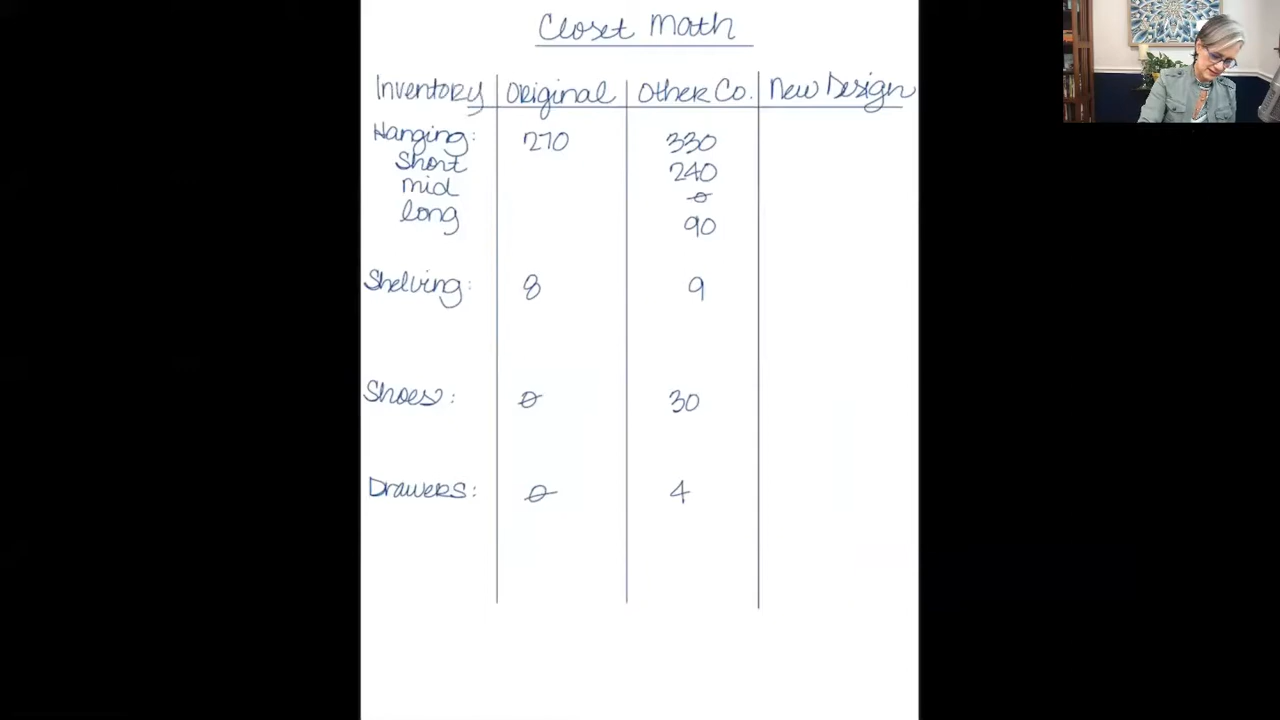 Closet Math
Inventory Original Other Co. New Design
Hanging: 270 330
Short 240
mid 0
long 90
Shelving: 8 9
Shoes: 0 30
Drawers: 0 4